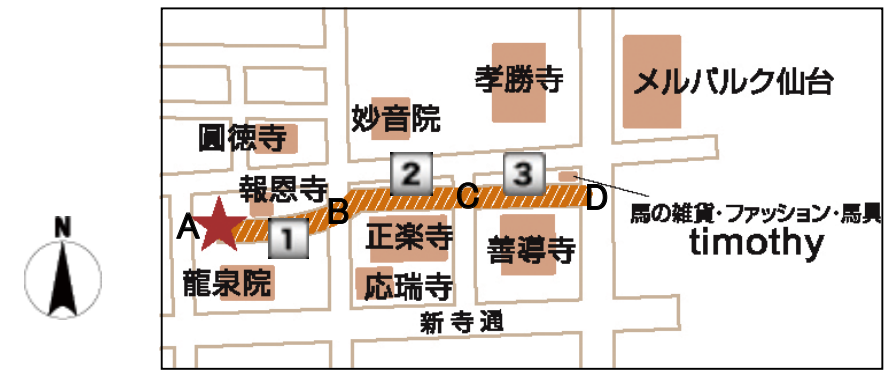 孝勝寺
メルパルク仙台
妙音院
圓徳寺
2
3
報恩寺
A
B
C
D
馬の雑貨・ファッション・馬具
timothy
1
正楽寺
善導寺
龍泉院
応瑞寺
新寺通
N